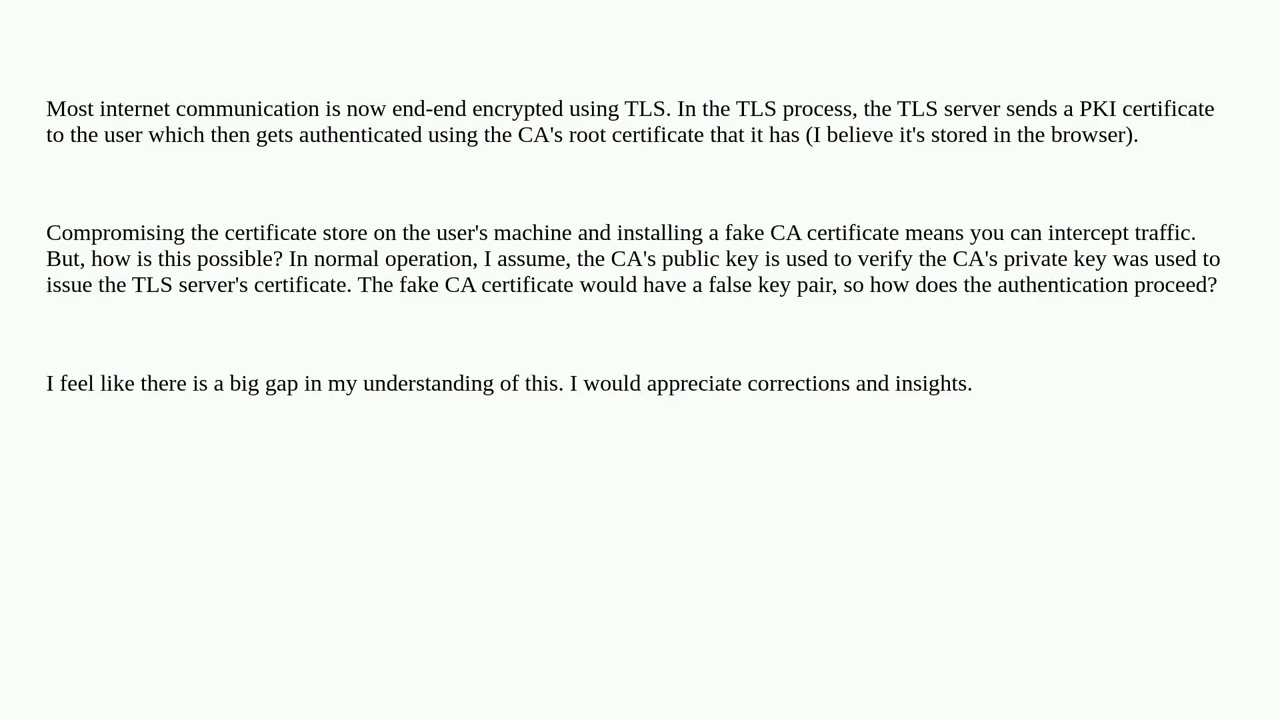 Most internet communication is now end-end encrypted using TLS. In the TLS process, the TLS server sends a PKI certificate
to the user which then gets authenticated using the CA's root certificate that it has (I believe it's stored in the browser).
Compromising the certificate store on the user's machine and installing a fake CA certificate means you can intercept traffic.
But, how is this possible? In normal operation, I assume, the CA's public key is used to verify the CA's private key was used to
issue the TLS server's certificate. The fake CA certificate would have a false key pair, so how does the authentication proceed?
I feel like there is a big gap in my understanding of this. I would appreciate corrections and insights.